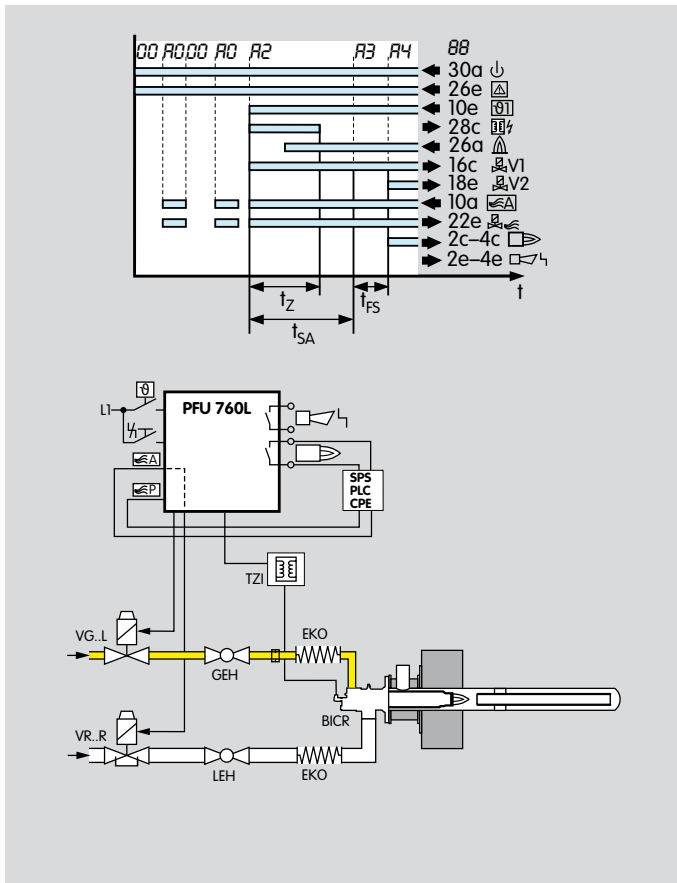 00 A0 00 A0 A2 A3 A4 88
30a
26e
10e ϑ1
28c
26a
16c V1
18e V2
10a A
22e
2c–4c
2e–4e
t
tZ tFS
tSA
ϑ
L1 PFU 760L
A
P
SPS
PLC
CPE
TZI
VG..L EKO
GEH
BICR
VR..R
LEH EKO